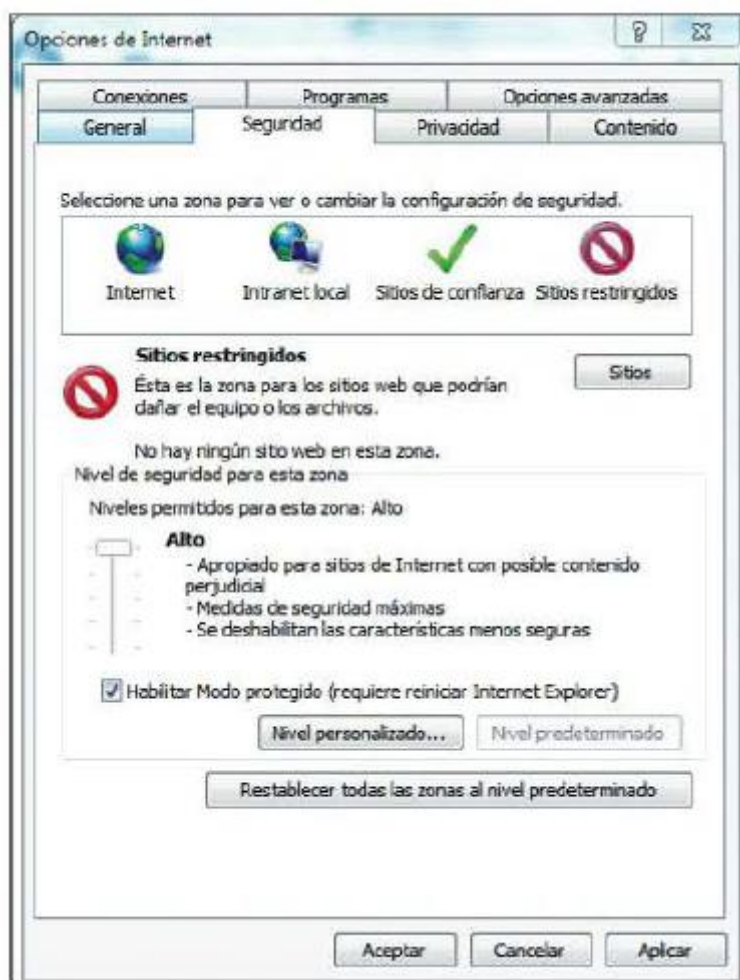 Opciones de Internet
Conexiones Programas Opciones avanzadas
General Seguridad Privacidad Contenido
Seleccione una zona para ver o cambiar la configuración de seguridad.
Internet Intranet local Sitios de confianza Sitios restringidos
Sitios restringidos
Sitios
Ésta es la zona para los sitios web que podrían
dañar el equipo o los archivos.
No hay ningún sitio web en esta zona.
Nivel de seguridad para esta zona
Niveles permitidos para esta zona: Alto
Alto
- Apropiado para sitios de Internet con posible contenido
perjudicial
- Medidas de seguridad máximas
- Se deshabilitan las características menos seguras
Habilitar Modo protegido (requiere reiniciar Internet Explorer)
Nivel personalizado... Nivel predeterminado
Restablecer todas las zonas al nivel predeterminado
Aceptar Cancelar Aplicar